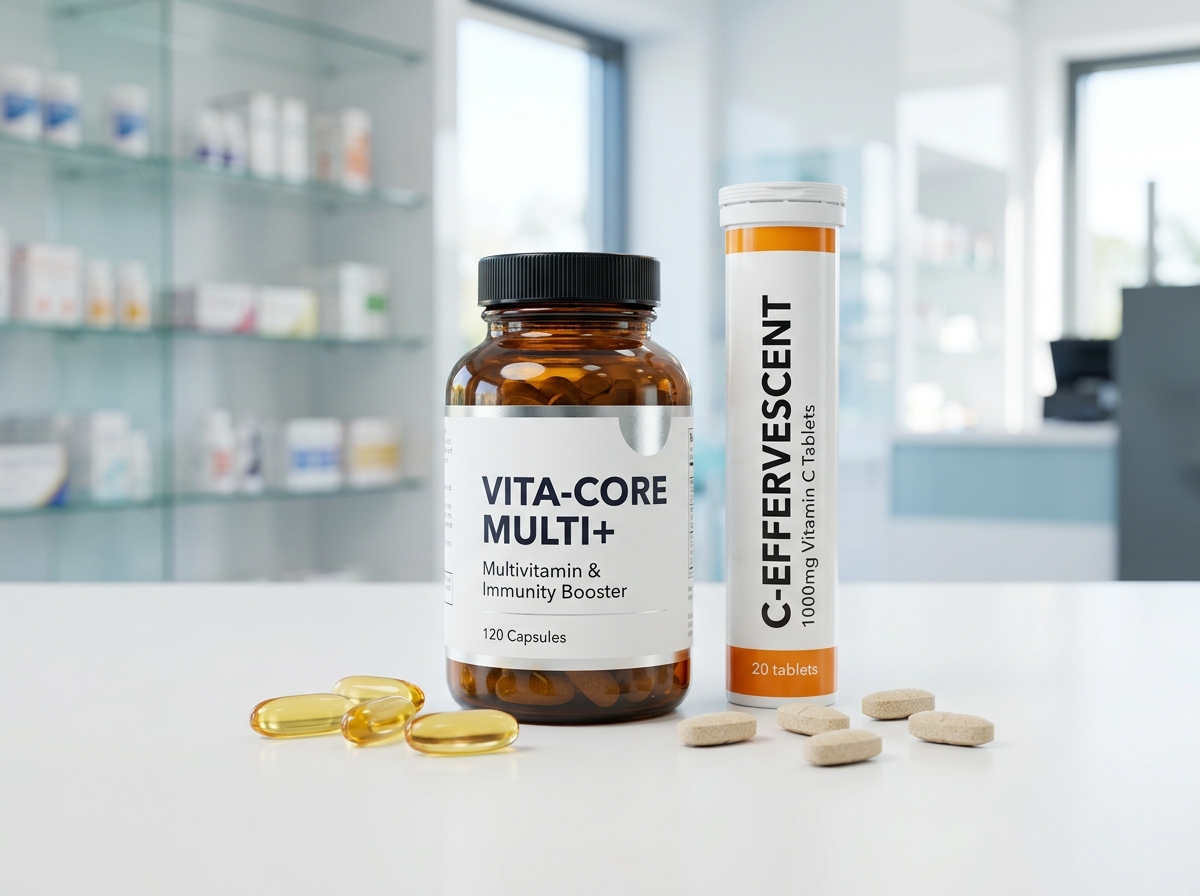 VITA-CORE
MULTI+
Multivitamin &
Immunity Booster
120 Capsules
C-EFFERVESCENT
1000mg Vitamin C Tablets
20 tablets